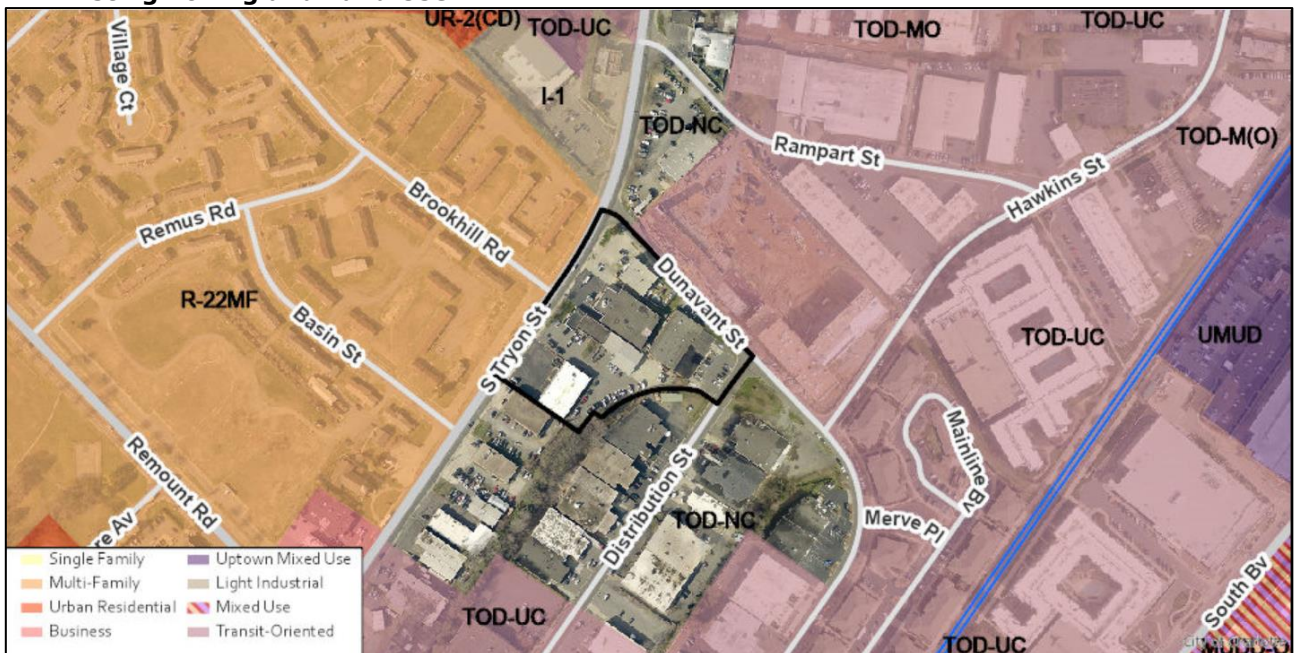 UR-2(CD)
TOD-UC
TOD-MO
TOD-UC
Village Ct
I-1
TOD-NC
TOD-M(O)
Rampart St
Hawkins St
Remus Rd
Brookhill Rd
Dunavant St
R-22MF
Basin St
S Tryon St
TOD-UC
UMUD
Mainline Bv
Remount Rd
Distribution St
TOD-NC
Merve Pl
re Av
South Bv
TOD-UC
TOD-UC
Single Family
Uptown Mixed Use
Multi-Family
Light Industrial
Urban Residential
Mixed Use
Business
Transit-Oriented